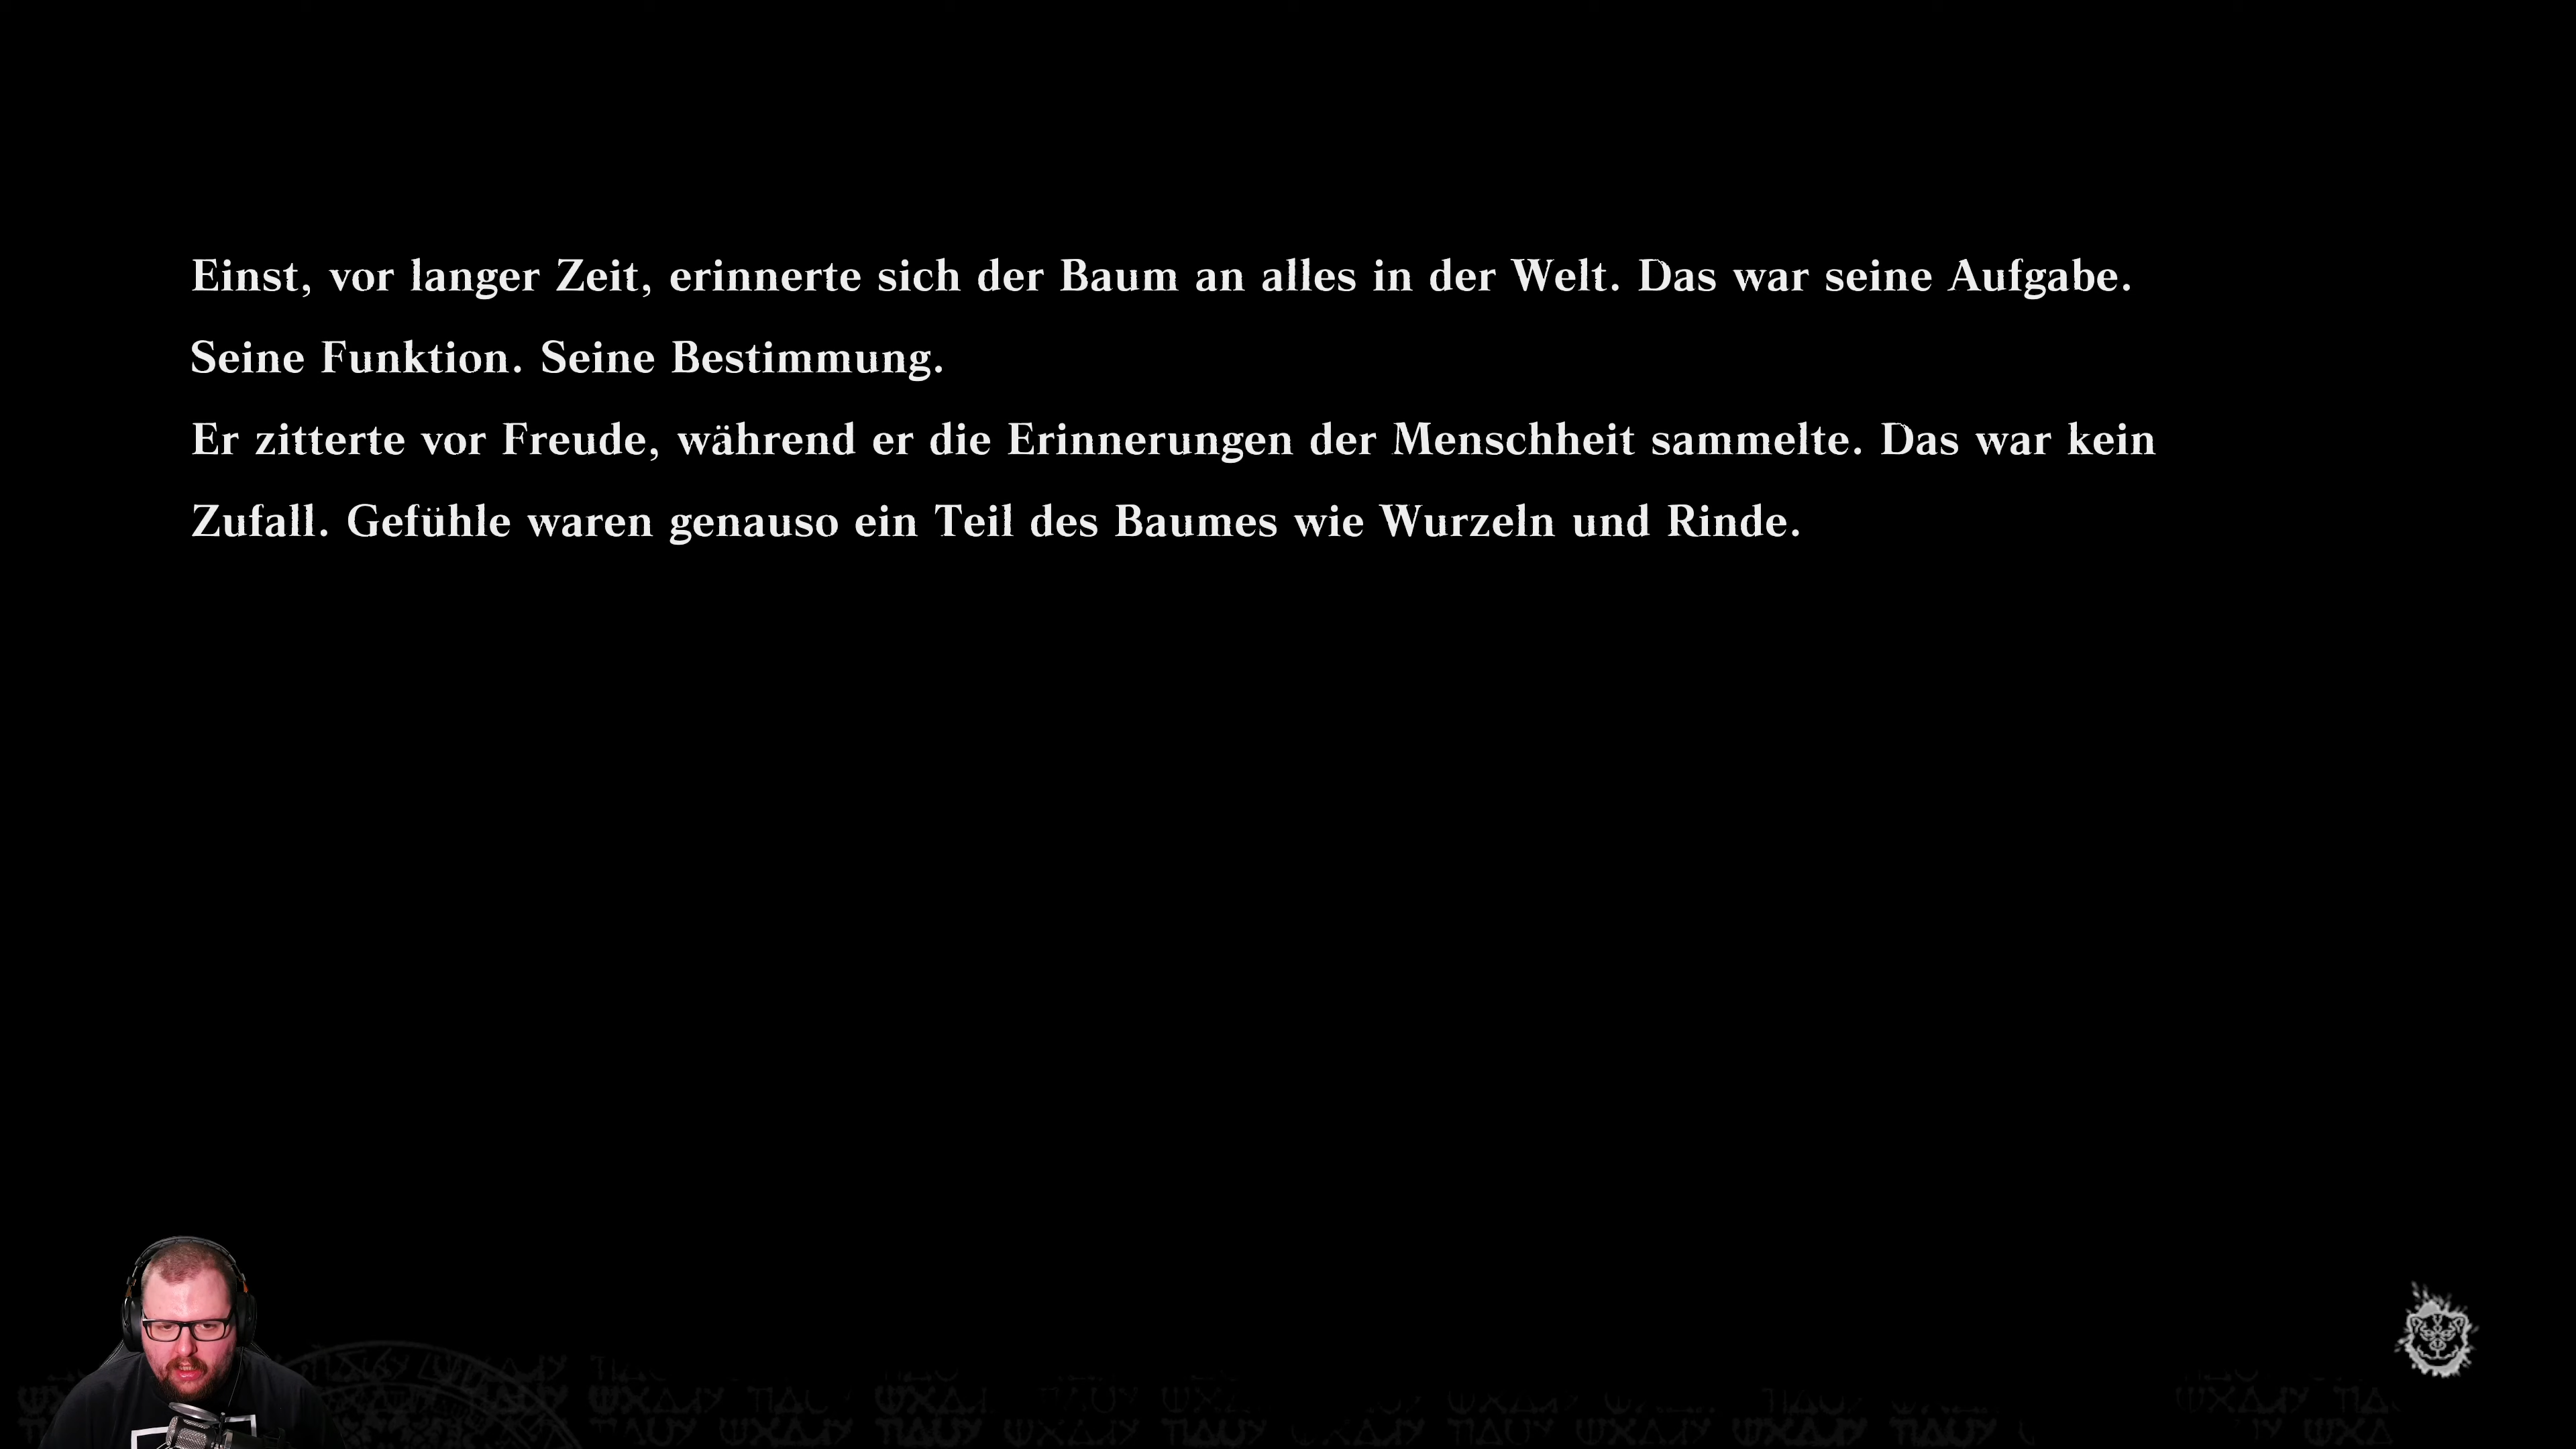 Einst, vor langer Zeit, erinnerte sich der Baum an alles in der Welt. Das war seine Aufgabe.
Seine Funktion. Seine Bestimmung.
Er zitterte vor Freude, während er die Erinnerungen der Menschheit sammelte. Das war kein
Zufall. Gefühle waren genauso ein Teil des Baumes wie Wurzeln und Rinde.